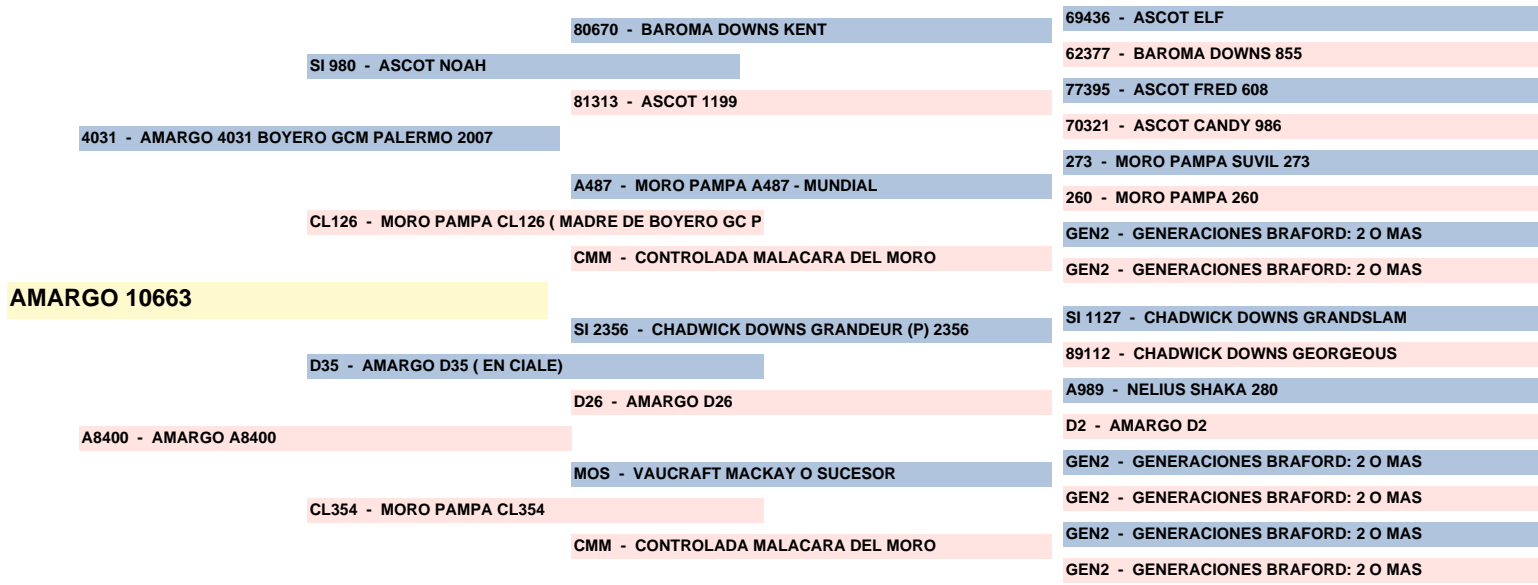 69436 - ASCOT ELF
80670 - BAROMA DOWNS KENT
62377 - BAROMA DOWNS 855
SI 980 - ASCOT NOAH
77395 - ASCOT FRED 608
81313 - ASCOT 1199
70321 - ASCOT CANDY 986
4031 - AMARGO 4031 BOYERO GCM PALERMO 2007
273 - MORO PAMPA SUVIL 273
A487 - MORO PAMPA A487 - MUNDIAL
260 - MORO PAMPA 260
CL126 - MORO PAMPA CL126 ( MADRE DE BOYERO GC P
GEN2 - GENERACIONES BRAFORD: 2 O MAS
CMM - CONTROLADA MALACARA DEL MORO
GEN2 - GENERACIONES BRAFORD: 2 O MAS
AMARGO 10663
SI 1127 - CHADWICK DOWNS GRANDSLAM
SI 2356 - CHADWICK DOWNS GRANDEUR (P) 2356
89112 - CHADWICK DOWNS GEORGEOUS
D35 - AMARGO D35 ( EN CIALE)
A989 - NELIUS SHAKA 280
D26 - AMARGO D26
D2 - AMARGO D2
A8400 - AMARGO A8400
GEN2 - GENERACIONES BRAFORD: 2 O MAS
MOS - VAUCRAFT MACKAY O SUCESOR
GEN2 - GENERACIONES BRAFORD: 2 O MAS
CL354 - MORO PAMPA CL354
GEN2 - GENERACIONES BRAFORD: 2 O MAS
CMM - CONTROLADA MALACARA DEL MORO
GEN2 - GENERACIONES BRAFORD: 2 O MAS